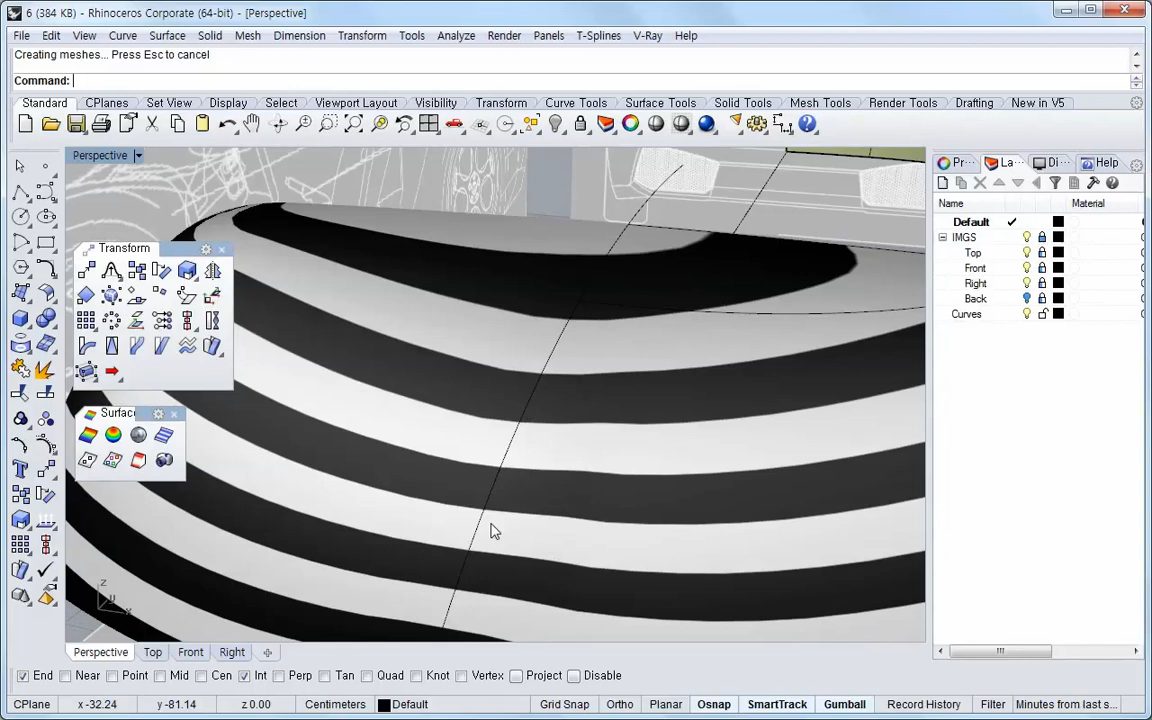 6 (384 KB) - Rhinoceros Corporate (64-bit) - [Perspective]
File Edit View Curve Surface Solid Mesh Dimension Transform Tools Analyze Render Panels T-Splines V-Ray Help
Creating meshes... Press Esc to cancel
Command:
Standard CPlanes Set View Display Select Viewport Layout Visibility Transform Curve Tools Surface Tools Solid Tools Mesh Tools Render Tools Drafting New in V5
Perspective
Pr... La... Di... Help
Name Material
Default
IMGS
Top
Front
Right
Back
Curves
Transform
Surfac
z
y
x
Perspective Top Front Right
End Near Point Mid Cen Int Perp Tan Quad Knot Vertex Project Disable
CPlane x -32.24 y -81.14 z 0.00 Centimeters Default Grid Snap Ortho Planar Osnap SmartTrack Gumball Record History Filter Minutes from last s...